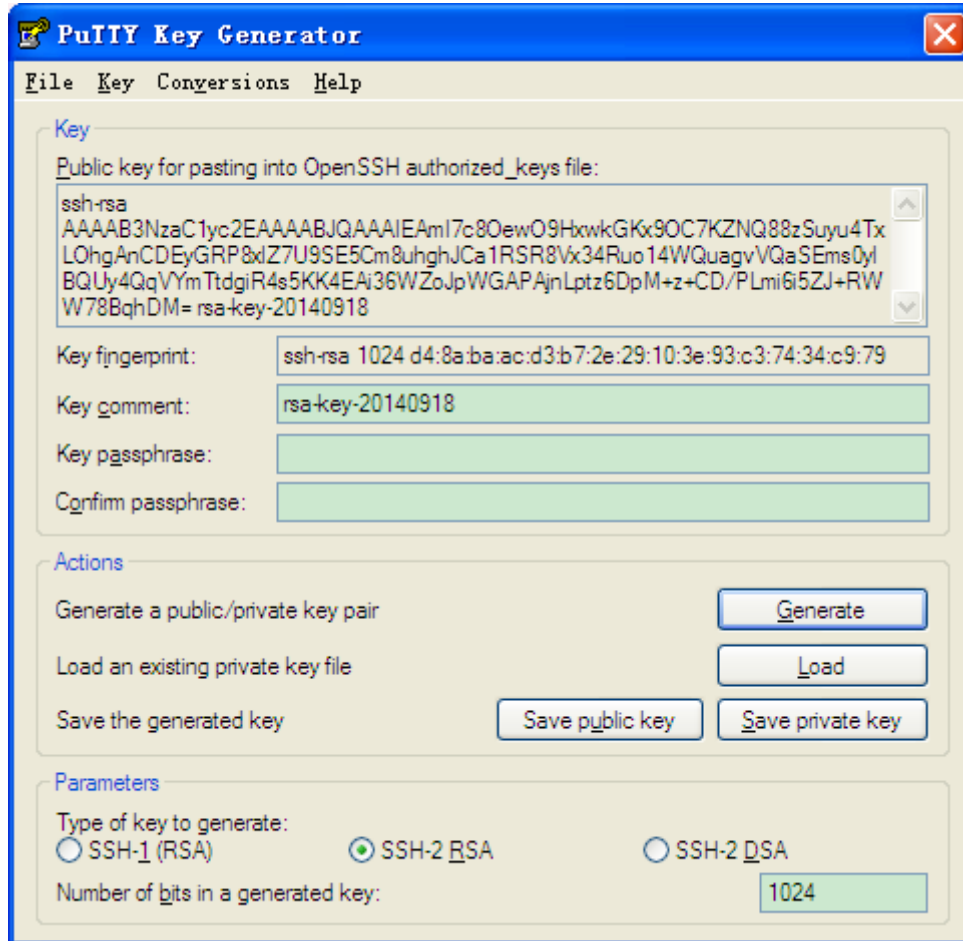 PuTTY Key Generator
File Key Conversions Help
Key
Public key for pasting into OpenSSH authorized_keys file:
ssh-rsa
AAAAB3NzaC1yc2EAAAABJQAAAIEAmI7c8OewO9HxwkGKx9OC7KZNQ88zSuyu4Tx
LOhgAnCDEyGRP8xIZ7U9SE5Cm8uhghJCa1RSR8Vx34Ruo14WQuagvVQaSEms0yI
BQUy4QqVYmTtdgiR4s5KK4EAi36WZoJpWGAPAjnLptz6DpM+z+CD/PLmi6i5ZJ+RW
W78BqhDM= rsa-key-20140918
Key fingerprint: ssh-rsa 1024 d4:8a:ba:ac:d3:b7:2e:29:10:3e:93:c3:74:34:c9:79
Key comment: rsa-key-20140918
Key passphrase:
Confirm passphrase:
Actions
Generate a public/private key pair Generate
Load an existing private key file Load
Save the generated key Save public key Save private key
Parameters
Type of key to generate:
SSH-1 (RSA) SSH-2 RSA SSH-2 DSA
Number of bits in a generated key: 1024